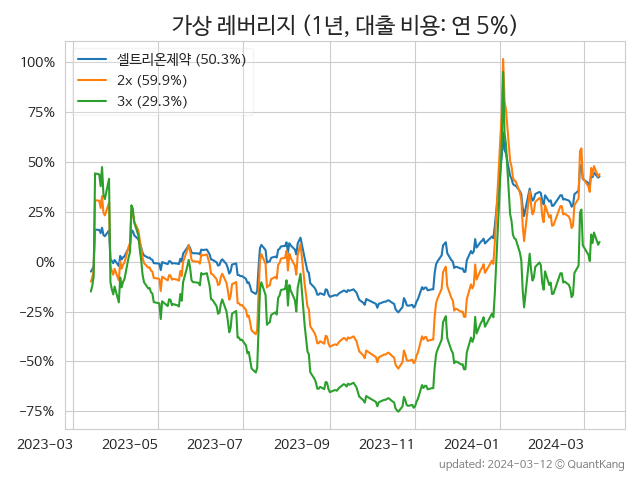 가상 레버리지 (1년, 대출 비용: 연 5%)
셀트리온제약 (50.3%)
2x (59.9%)
3x (29.3%)
100%
75%
50%
25%
0%
−25%
−50%
−75%
2023-03 2023-05 2023-07 2023-09 2023-11 2024-01 2024-03
updated: 2024-03-12 © QuantKang